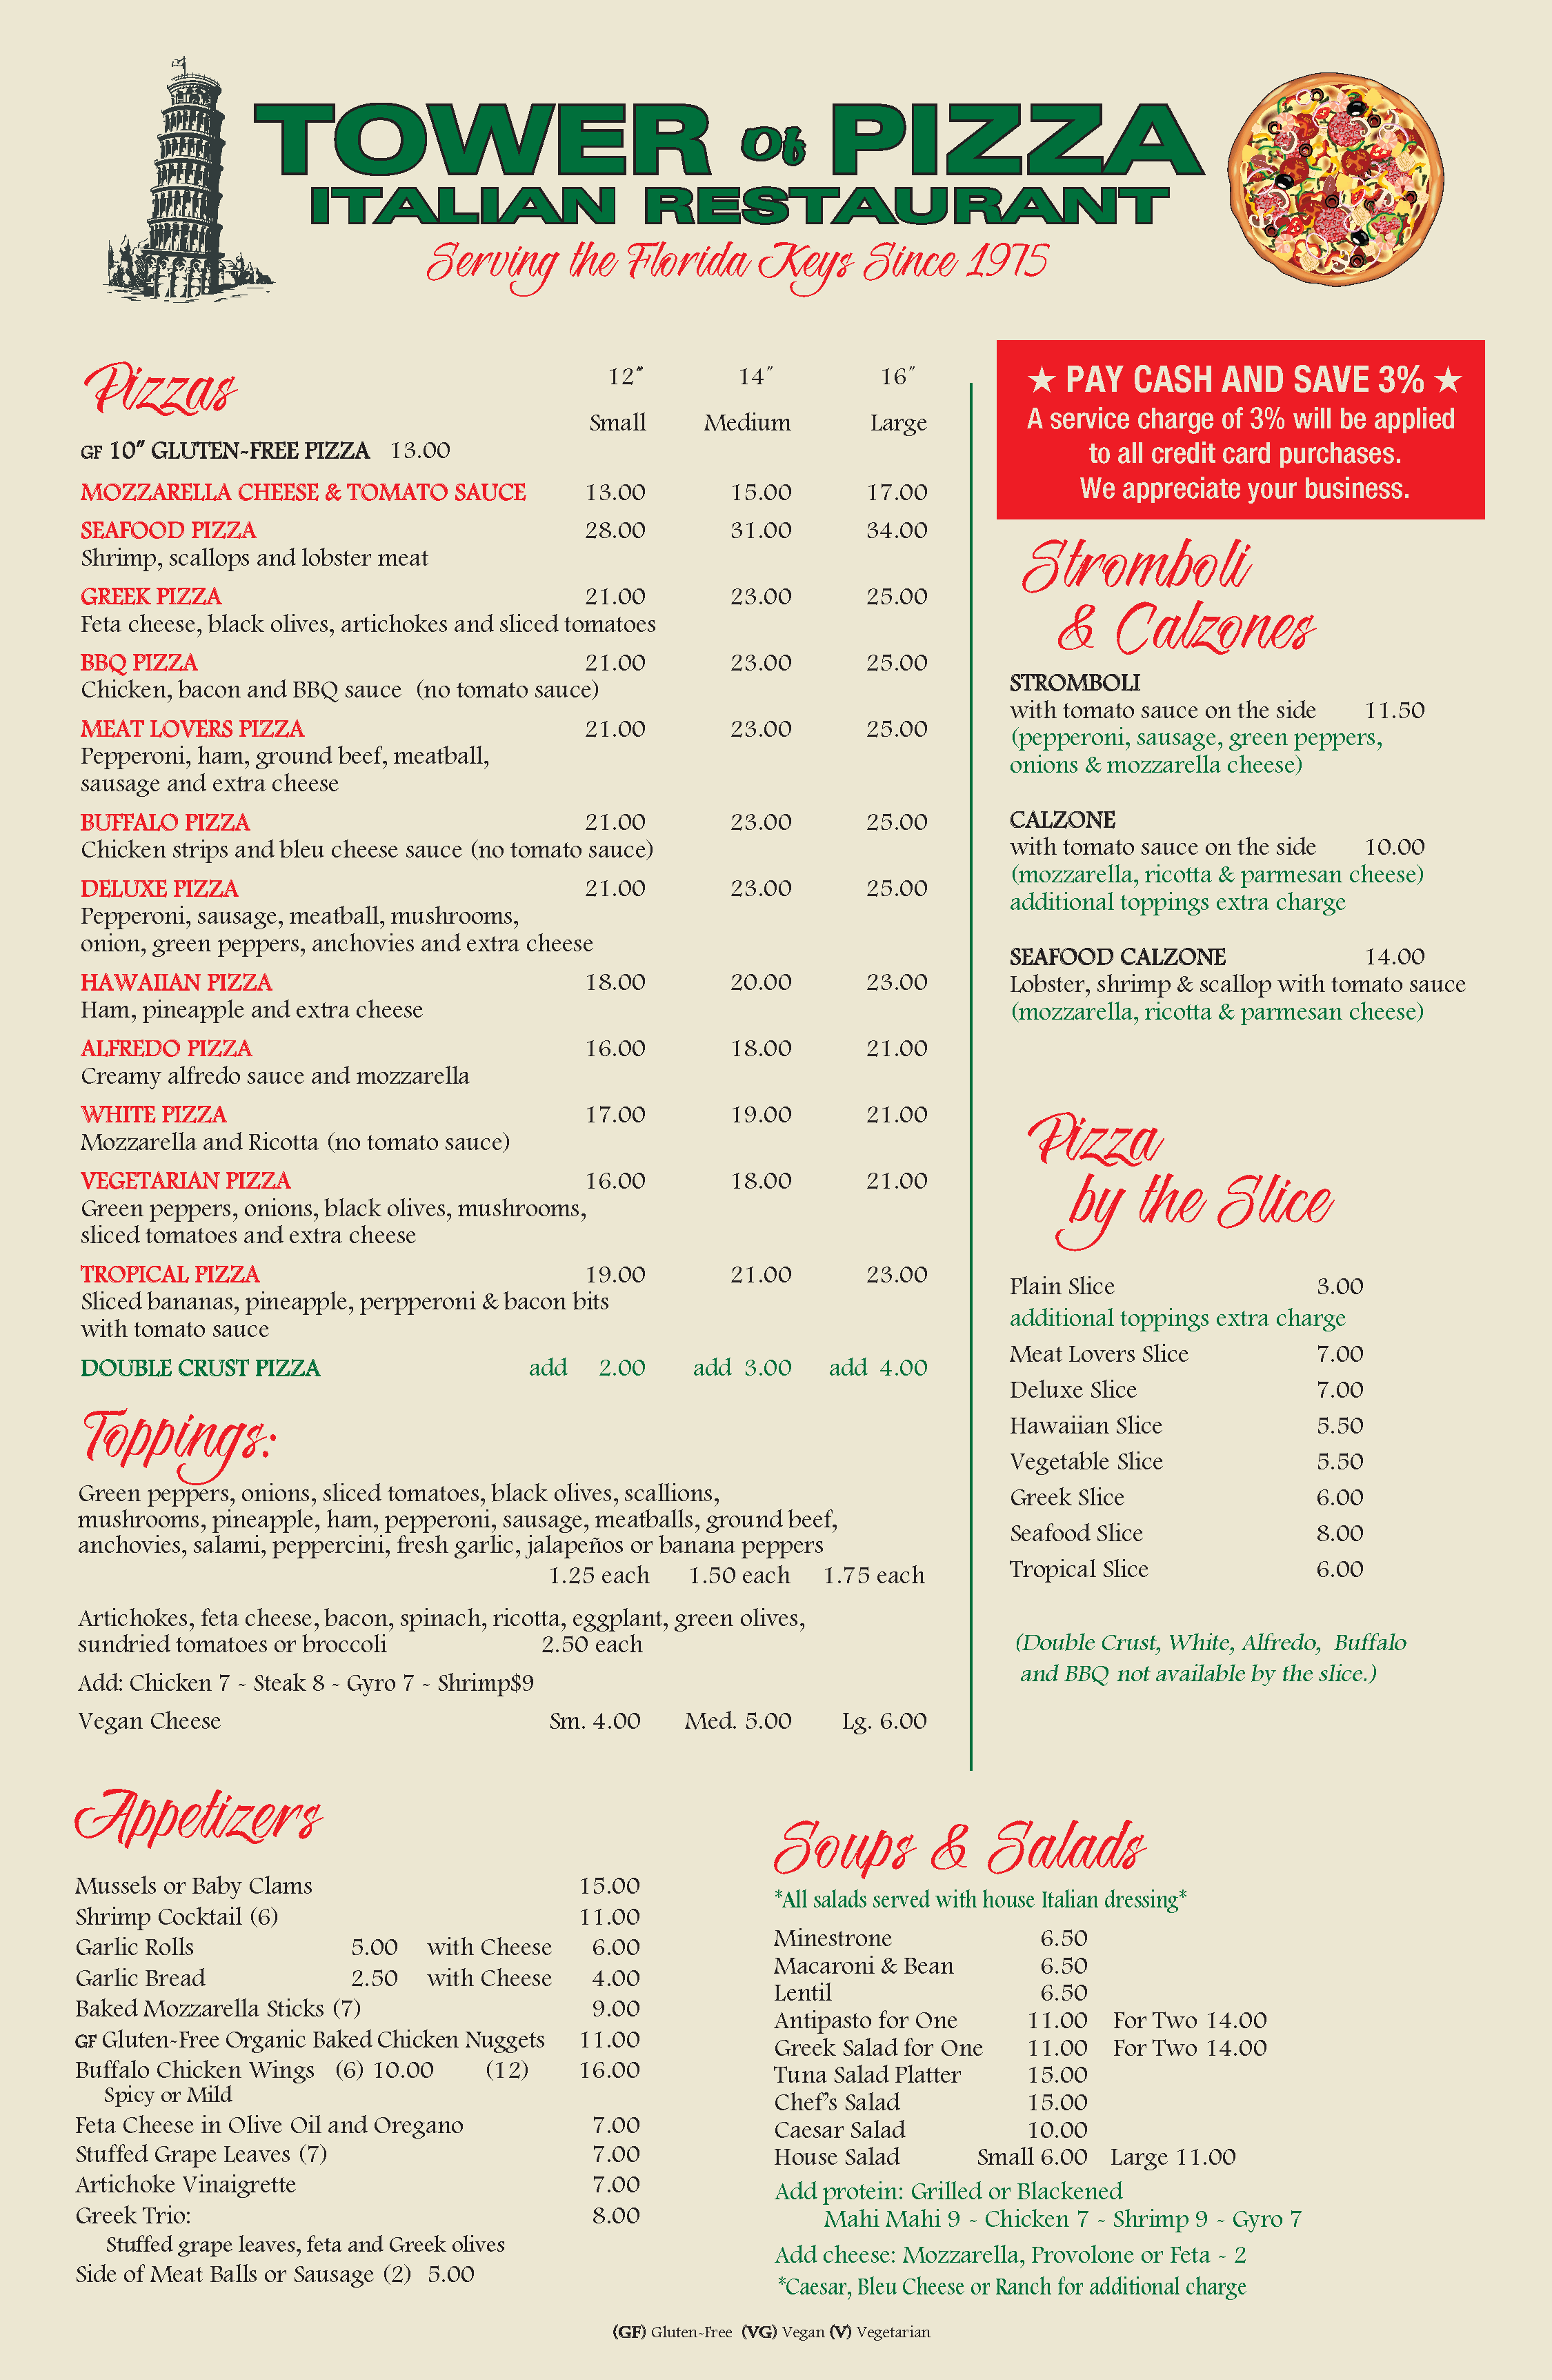 TOWER of PIZZA
ITALIAN RESTAURANT
Serving the Florida Keys Since 1975
Pizzas
12" 14" 16"
Small Medium Large
GF 10" GLUTEN-FREE PIZZA 13.00
MOZZARELLA CHEESE & TOMATO SAUCE 13.00 15.00 17.00
SEAFOOD PIZZA 28.00 31.00 34.00
Shrimp, scallops and lobster meat
GREEK PIZZA 21.00 23.00 25.00
Feta cheese, black olives, artichokes and sliced tomatoes
BBQ PIZZA 21.00 23.00 25.00
Chicken, bacon and BBQ sauce (no tomato sauce)
MEAT LOVERS PIZZA 21.00 23.00 25.00
Pepperoni, ham, ground beef, meatball,
sausage and extra cheese
BUFFALO PIZZA 21.00 23.00 25.00
Chicken strips and bleu cheese sauce (no tomato sauce)
DELUXE PIZZA 21.00 23.00 25.00
Pepperoni, sausage, meatball, mushrooms,
onion, green peppers, anchovies and extra cheese
HAWAIIAN PIZZA 18.00 20.00 23.00
Ham, pineapple and extra cheese
ALFREDO PIZZA 16.00 18.00 21.00
Creamy alfredo sauce and mozzarella
WHITE PIZZA 17.00 19.00 21.00
Mozzarella and Ricotta (no tomato sauce)
VEGETARIAN PIZZA 16.00 18.00 21.00
Green peppers, onions, black olives, mushrooms,
sliced tomatoes and extra cheese
TROPICAL PIZZA 19.00 21.00 23.00
Sliced bananas, pineapple, perpperoni & bacon bits
with tomato sauce
DOUBLE CRUST PIZZA add 2.00 add 3.00 add 4.00
Toppings:
Green peppers, onions, sliced tomatoes, black olives, scallions,
mushrooms, pineapple, ham, pepperoni, sausage, meatballs, ground beef,
anchovies, salami, peppercini, fresh garlic, jalapeños or banana peppers
1.25 each 1.50 each 1.75 each
Artichokes, feta cheese, bacon, spinach, ricotta, eggplant, green olives,
sundried tomatoes or broccoli 2.50 each
Add: Chicken 7 ~ Steak 8 ~ Gyro 7 ~ Shrimp$9
Vegan Cheese Sm. 4.00 Med. 5.00 Lg. 6.00
★ PAY CASH AND SAVE 3% ★
A service charge of 3% will be applied
to all credit card purchases.
We appreciate your business.
Stromboli
& Calzones
STROMBOLI
with tomato sauce on the side 11.50
(pepperoni, sausage, green peppers,
onions & mozzarella cheese)
CALZONE
with tomato sauce on the side 10.00
(mozzarella, ricotta & parmesan cheese)
additional toppings extra charge
SEAFOOD CALZONE 14.00
Lobster, shrimp & scallop with tomato sauce
(mozzarella, ricotta & parmesan cheese)
Pizza
by the Slice
Plain Slice 3.00
additional toppings extra charge
Meat Lovers Slice 7.00
Deluxe Slice 7.00
Hawaiian Slice 5.50
Vegetable Slice 5.50
Greek Slice 6.00
Seafood Slice 8.00
Tropical Slice 6.00
(Double Crust, White, Alfredo, Buffalo
and BBQ not available by the slice.)
Appetizers
Mussels or Baby Clams 15.00
Shrimp Cocktail (6) 11.00
Garlic Rolls 5.00 with Cheese 6.00
Garlic Bread 2.50 with Cheese 4.00
Baked Mozzarella Sticks (7) 9.00
GF Gluten-Free Organic Baked Chicken Nuggets 11.00
Buffalo Chicken Wings (6) 10.00 (12) 16.00
Spicy or Mild
Feta Cheese in Olive Oil and Oregano 7.00
Stuffed Grape Leaves (7) 7.00
Artichoke Vinaigrette 7.00
Greek Trio: 8.00
Stuffed grape leaves, feta and Greek olives
Side of Meat Balls or Sausage (2) 5.00
Soups & Salads
*All salads served with house Italian dressing*
Minestrone 6.50
Macaroni & Bean 6.50
Lentil 6.50
Antipasto for One 11.00 For Two 14.00
Greek Salad for One 11.00 For Two 14.00
Tuna Salad Platter 15.00
Chef's Salad 15.00
Caesar Salad 10.00
House Salad Small 6.00 Large 11.00
Add protein: Grilled or Blackened
Mahi Mahi 9 ~ Chicken 7 ~ Shrimp 9 ~ Gyro 7
Add cheese: Mozzarella, Provolone or Feta ~ 2
*Caesar, Bleu Cheese or Ranch for additional charge
(GF) Gluten-Free (VG) Vegan (V) Vegetarian